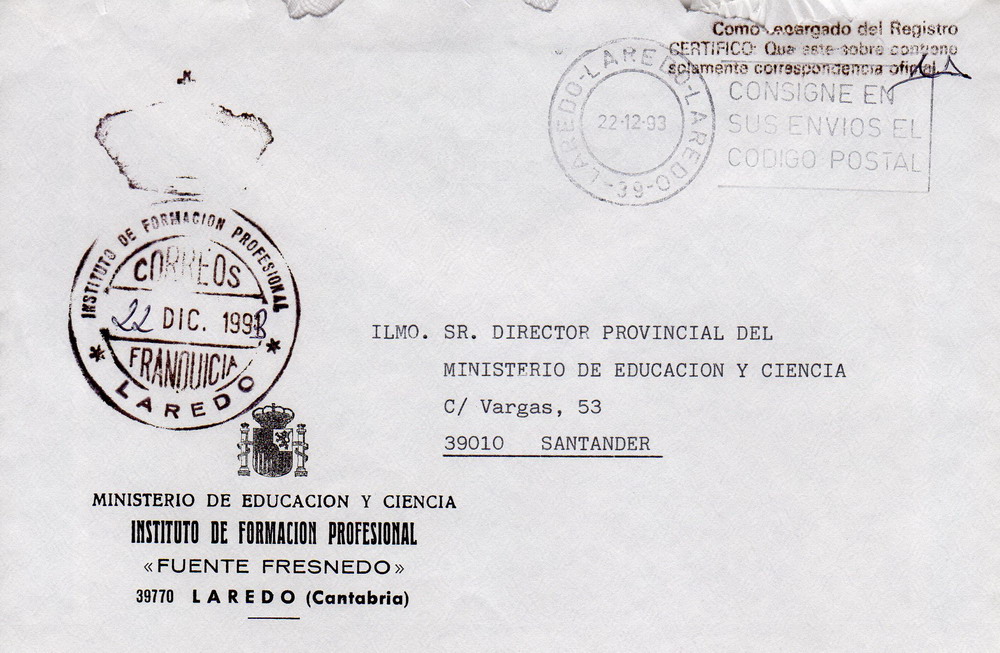 Como encargado del Registro
CERTIFICO: Que este sobre contiene
solamente correspondencia oficial
LAREDO-LAREDO-LAREDO
22-12-93
-39-
CONSIGNE EN
SUS ENVIOS EL
CODIGO POSTAL
INSTITUTO DE FORMACION PROFESIONAL
CORREOS
22 DIC. 1993
FRANQUICIA
* LAREDO *
ILMO. SR. DIRECTOR PROVINCIAL DEL
MINISTERIO DE EDUCACION Y CIENCIA
C/ Vargas, 53
39010 SANTANDER
MINISTERIO DE EDUCACION Y CIENCIA
INSTITUTO DE FORMACION PROFESIONAL
«FUENTE FRESNEDO»
39770 LAREDO (Cantabria)